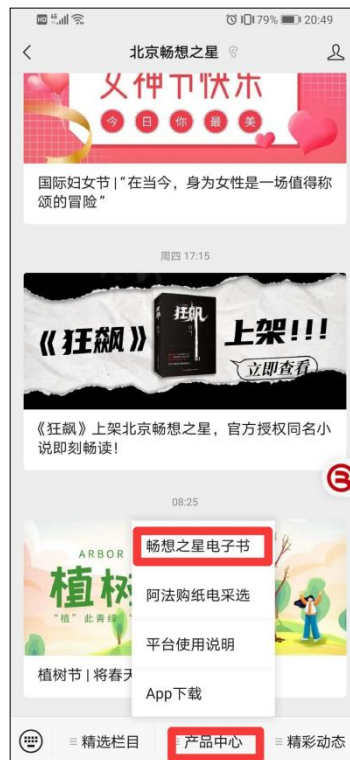 79% 20:49
北京畅想之星
女神节快乐
今日你最美
国际妇女节|“在当今，身为女性是一场值得称
颂的冒险”
周四 17:15
《狂飙》
狂飙
上架!!!
立即查看
《狂飙》上架北京畅想之星，官方授权同名小
说即刻畅读！
08:25
ARBOR
植树
“植”此青绿
植树节|将春天
畅想之星电子书
阿法购纸电采选
平台使用说明
App下载
精选栏目
产品中心
精彩动态